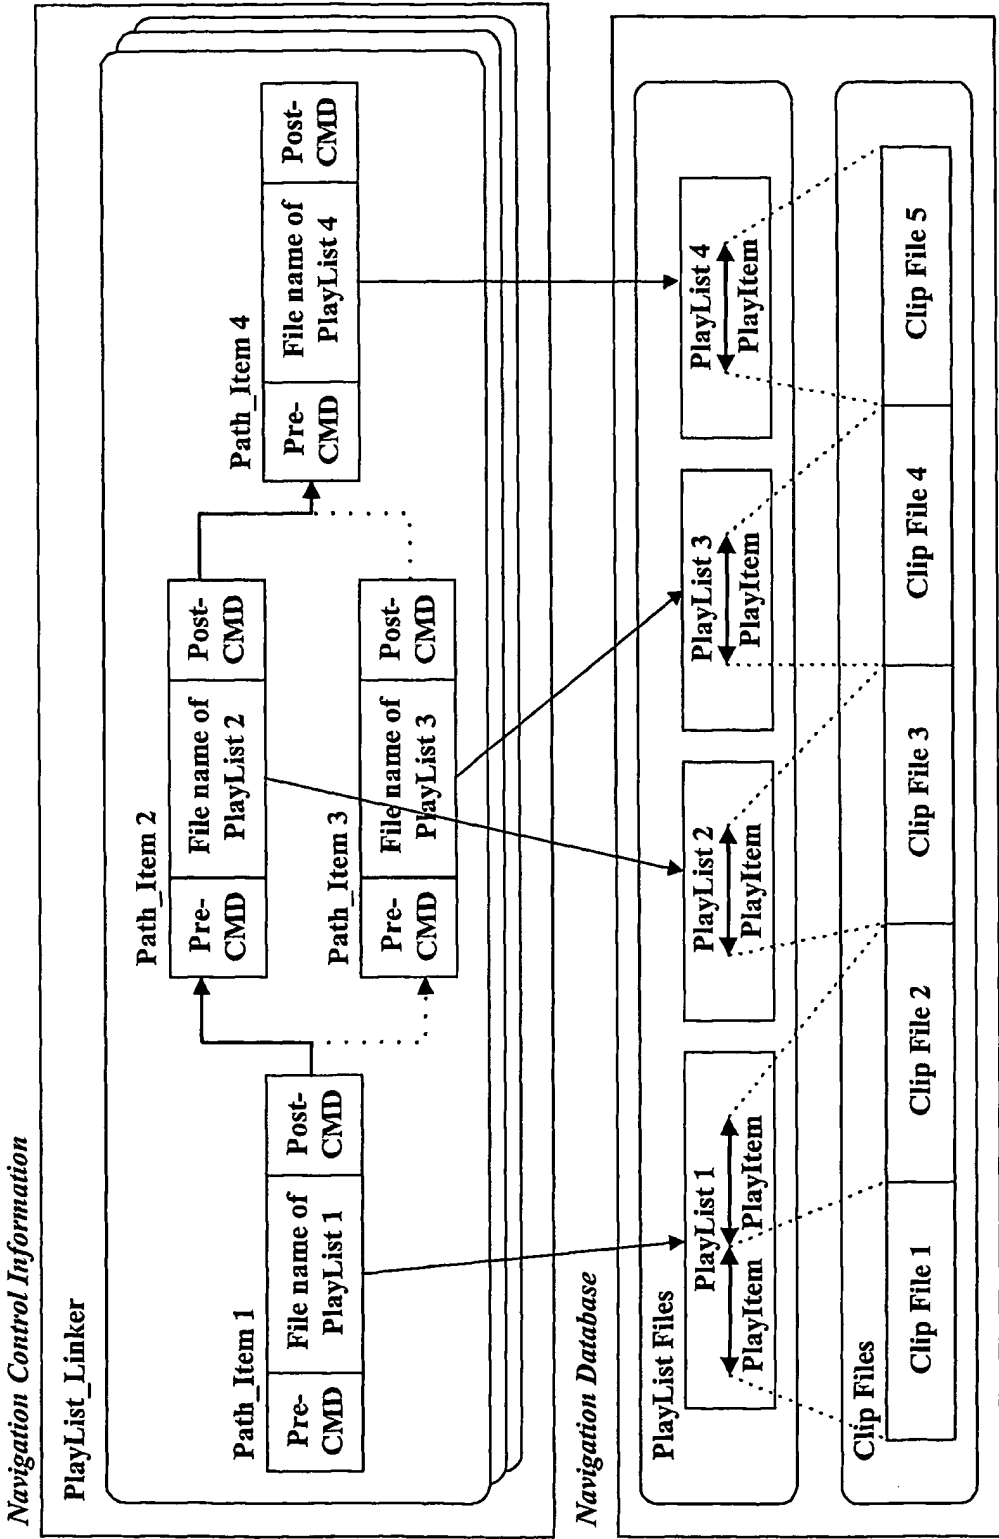 Navigation Control Information
PlayList_Linker
Path_Item 1
Pre-
CMD
File name of
PlayList 1
Post-
CMD
Path_Item 2
Pre-
CMD
File name of
PlayList 2
Post-
CMD
Path_Item 3
Pre-
CMD
File name of
PlayList 3
Post-
CMD
Path_Item 4
Pre-
CMD
File name of
PlayList 4
Post-
CMD
Navigation Database
PlayList Files
PlayList 1
PlayItem PlayItem
PlayList 2
PlayItem
PlayList 3
PlayItem
PlayList 4
PlayItem
Clip Files
Clip File 1
Clip File 2
Clip File 3
Clip File 4
Clip File 5